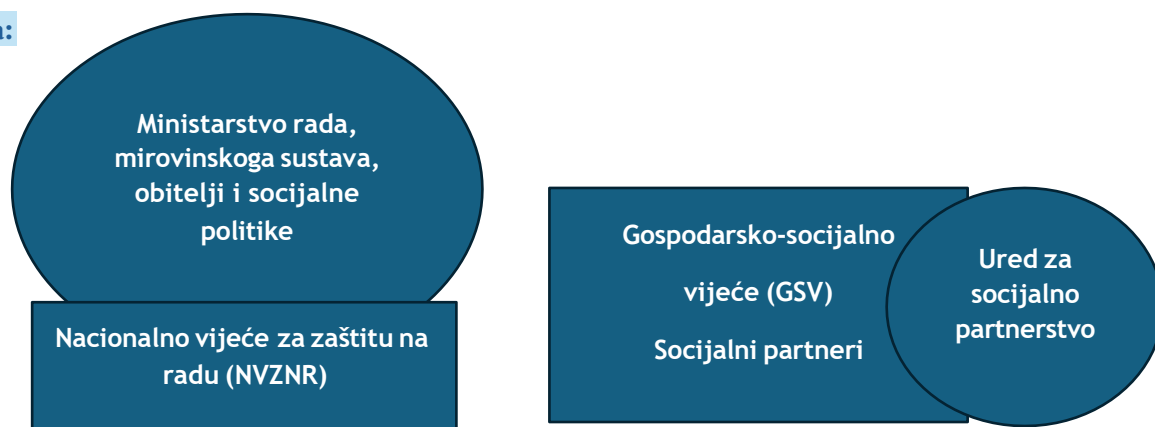 Ministarstvo rada,
mirovinskoga sustava,
obitelji i socijalne
politike
Nacionalno vijeće za zaštitu na
radu (NVZNR)
Gospodarsko-socijalno
vijeće (GSV)
Socijalni partneri
Ured za
socijalno
partnerstvo